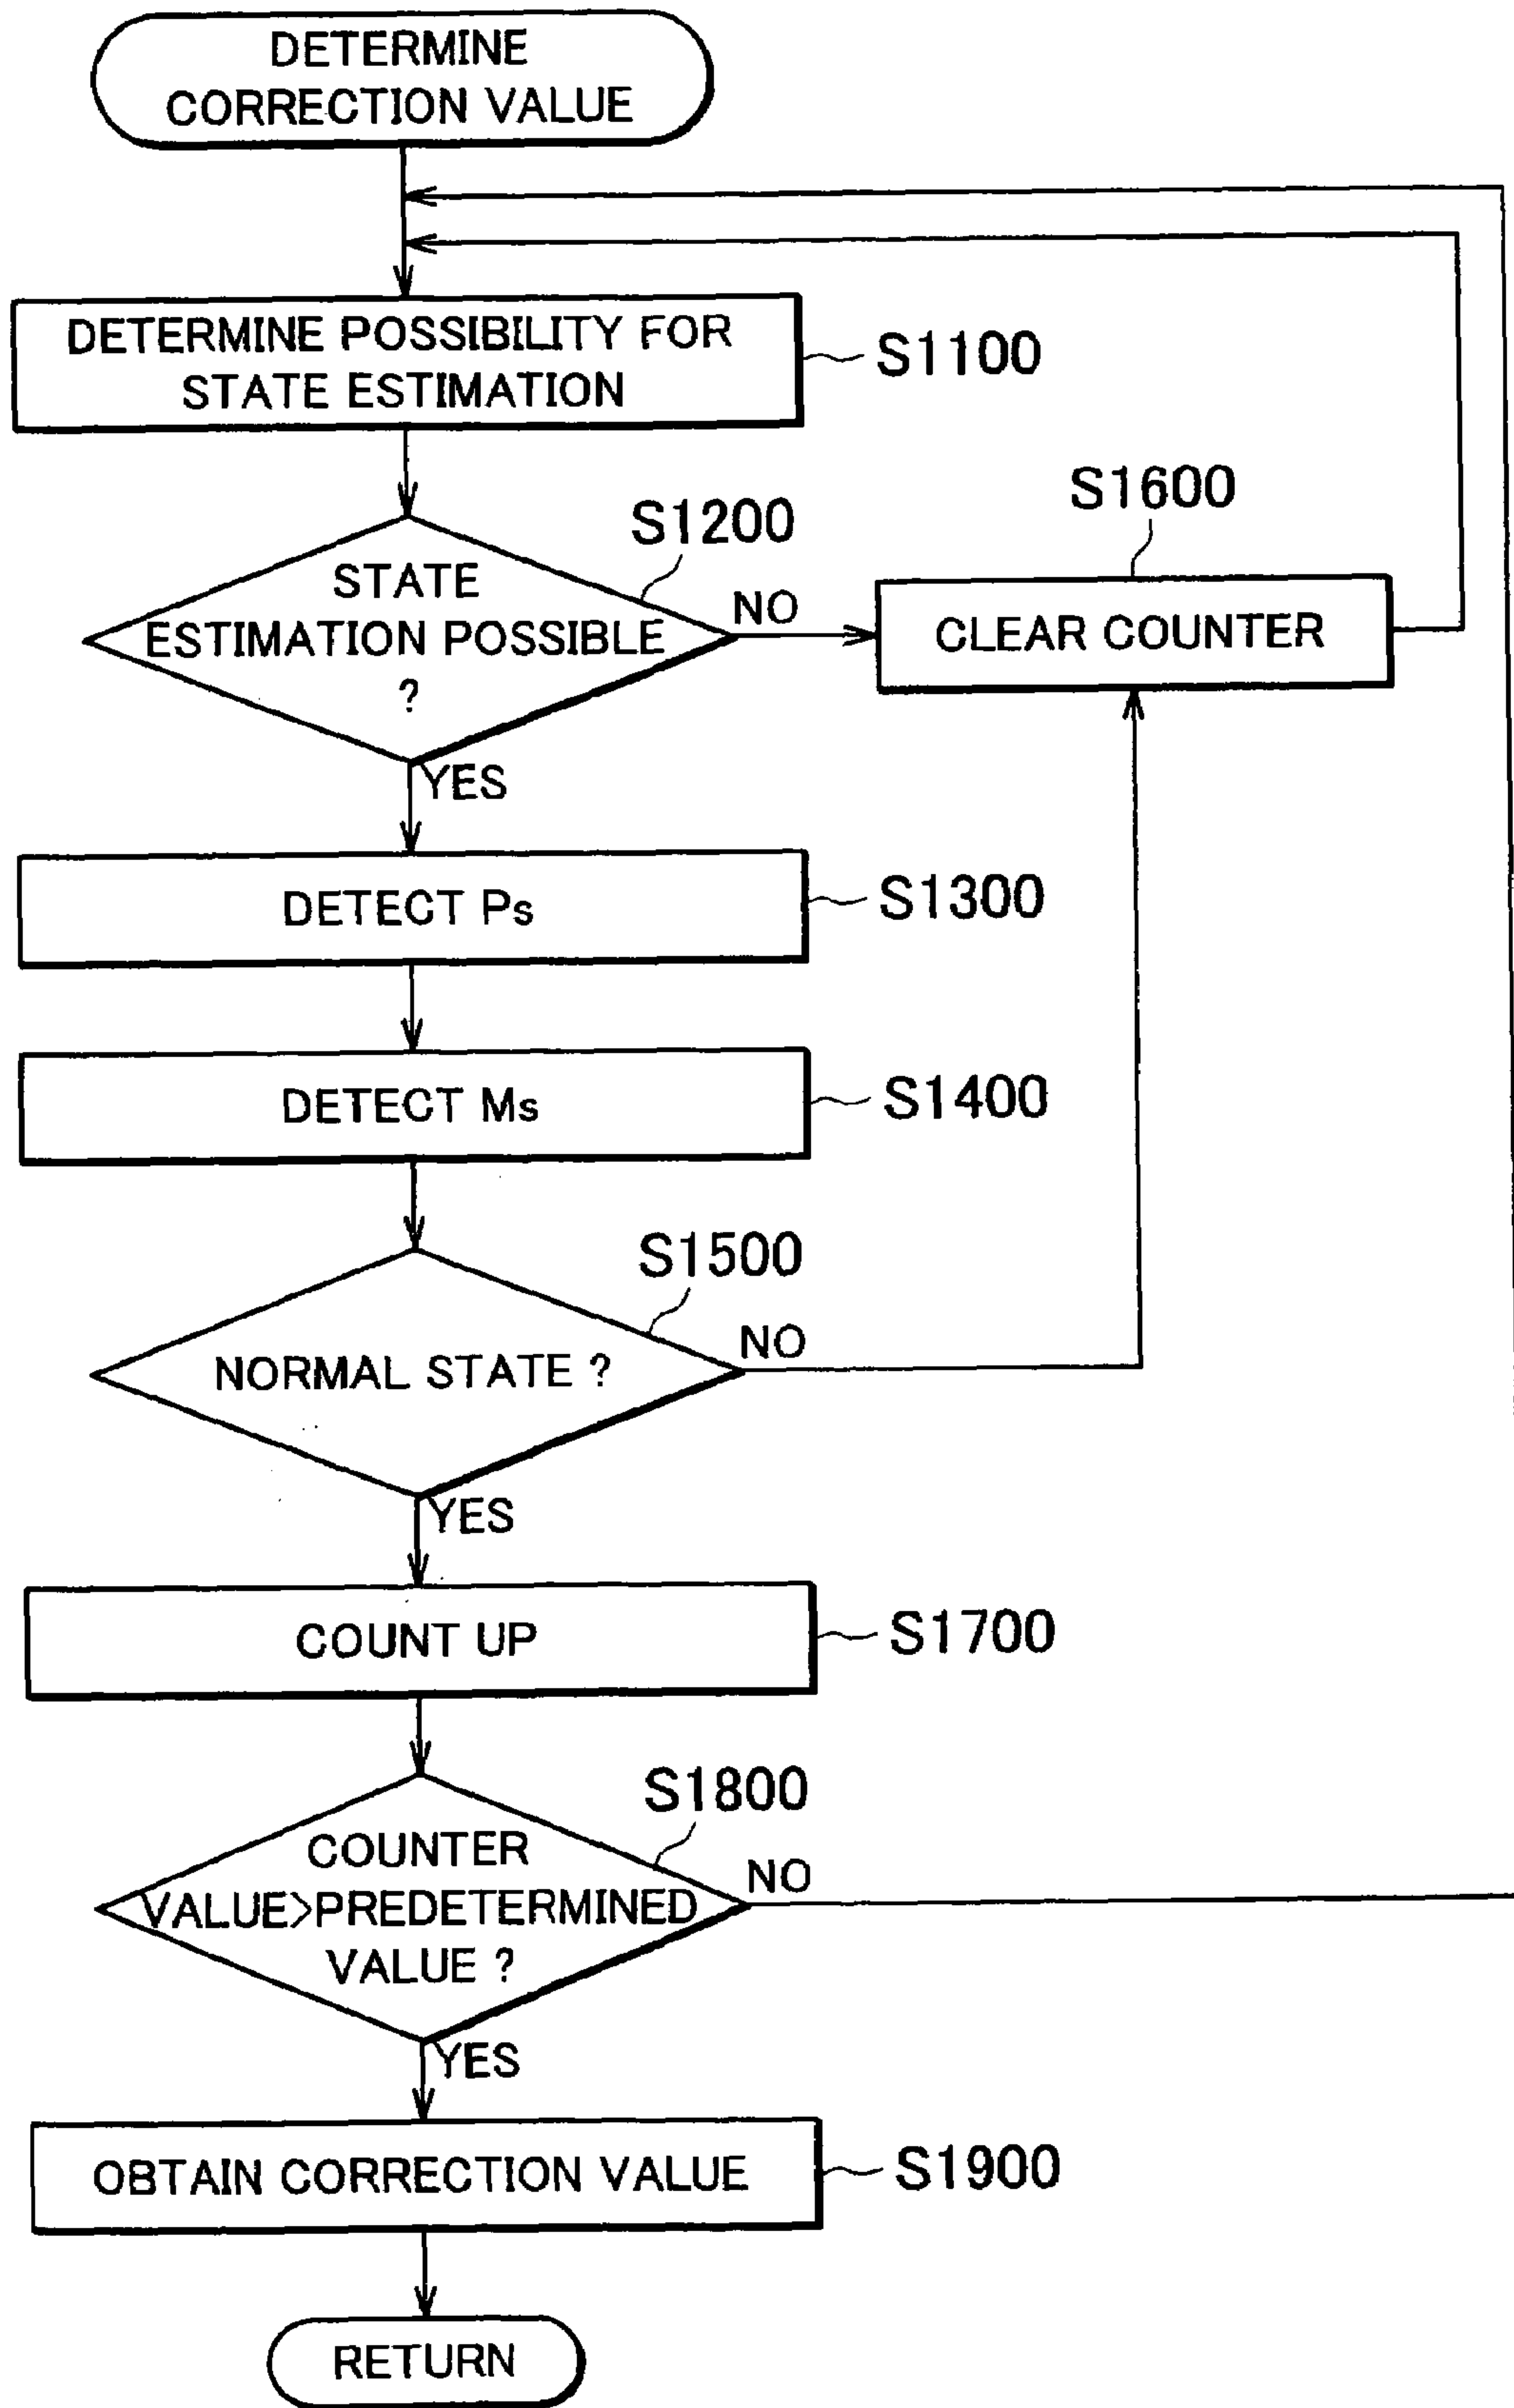 DETERMINE
CORRECTION VALUE
DETERMINE POSSIBILITY FOR
STATE ESTIMATION
S1100
S1200
STATE
ESTIMATION POSSIBLE
?
NO
YES
S1600
CLEAR COUNTER
DETECT Ps
S1300
DETECT Ms
S1400
S1500
NORMAL STATE ?
NO
YES
COUNT UP
S1700
S1800
COUNTER
VALUE>PREDETERMINED
VALUE ?
NO
YES
OBTAIN CORRECTION VALUE
S1900
RETURN